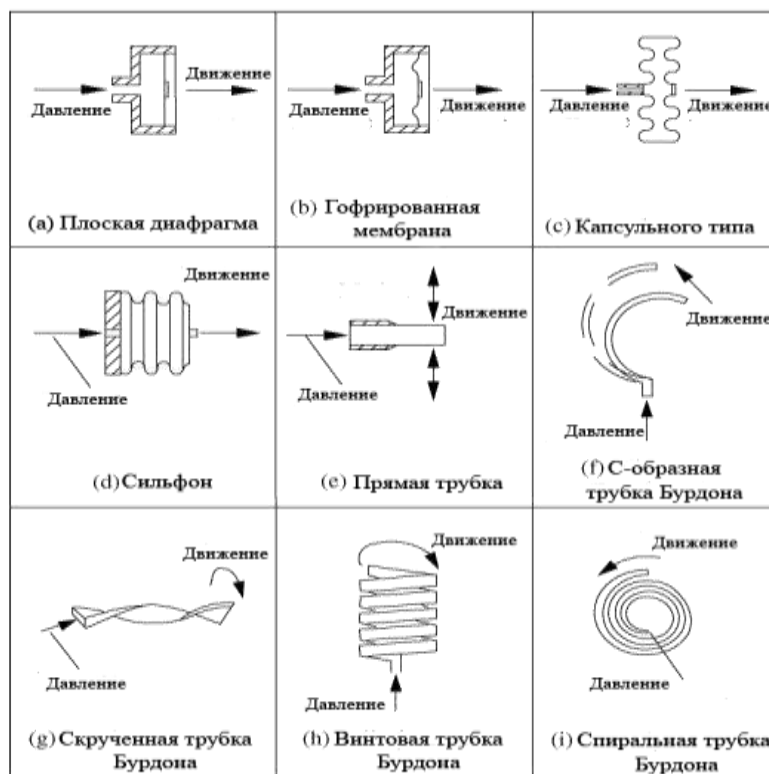 Давление
Движение
(a) Плоская диафрагма
Давление
Движение
(b) Гофрированная
мембрана
Давление
Движение
(c) Капсульного типа
Движение
Давление
(d) Сильфон
Движение
Давление
(e) Прямая трубка
Движение
Давление
(f) С-образная
трубка Бурдона
Движение
Давление
(g) Скрученная трубка
Бурдона
Движение
Давление
(h) Винтовая трубка
Бурдона
Движение
Давление
(i) Спиральная трубка
Бурдона